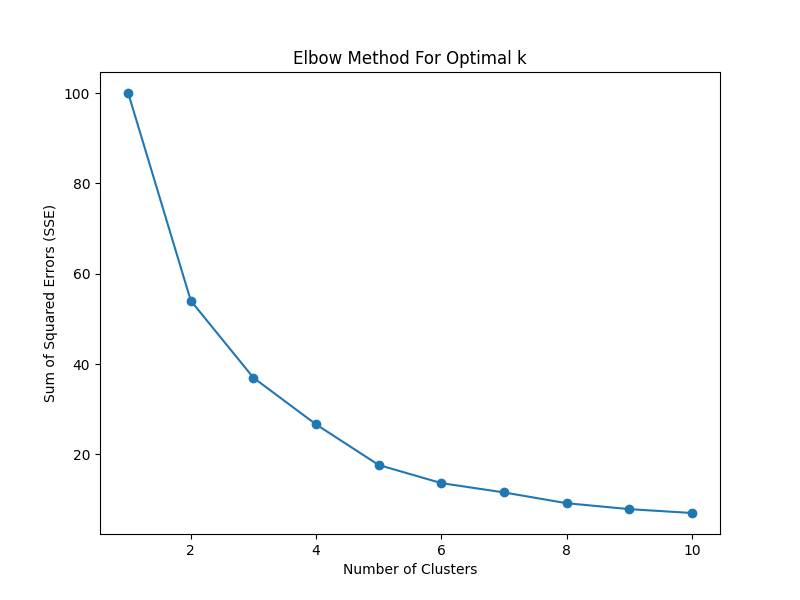 Elbow Method For Optimal k
100
80
60
40
20
Sum of Squared Errors (SSE)
2 4 6 8 10
Number of Clusters